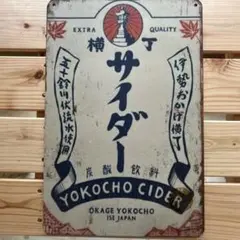 EXTRA QUALITY
横丁
サイダー
伊勢おかげ横丁
五十鈴川伏流水使用
炭酸飲料
YOKOCHO CIDER
OKAGE YOKOCHO
ISE JAPAN